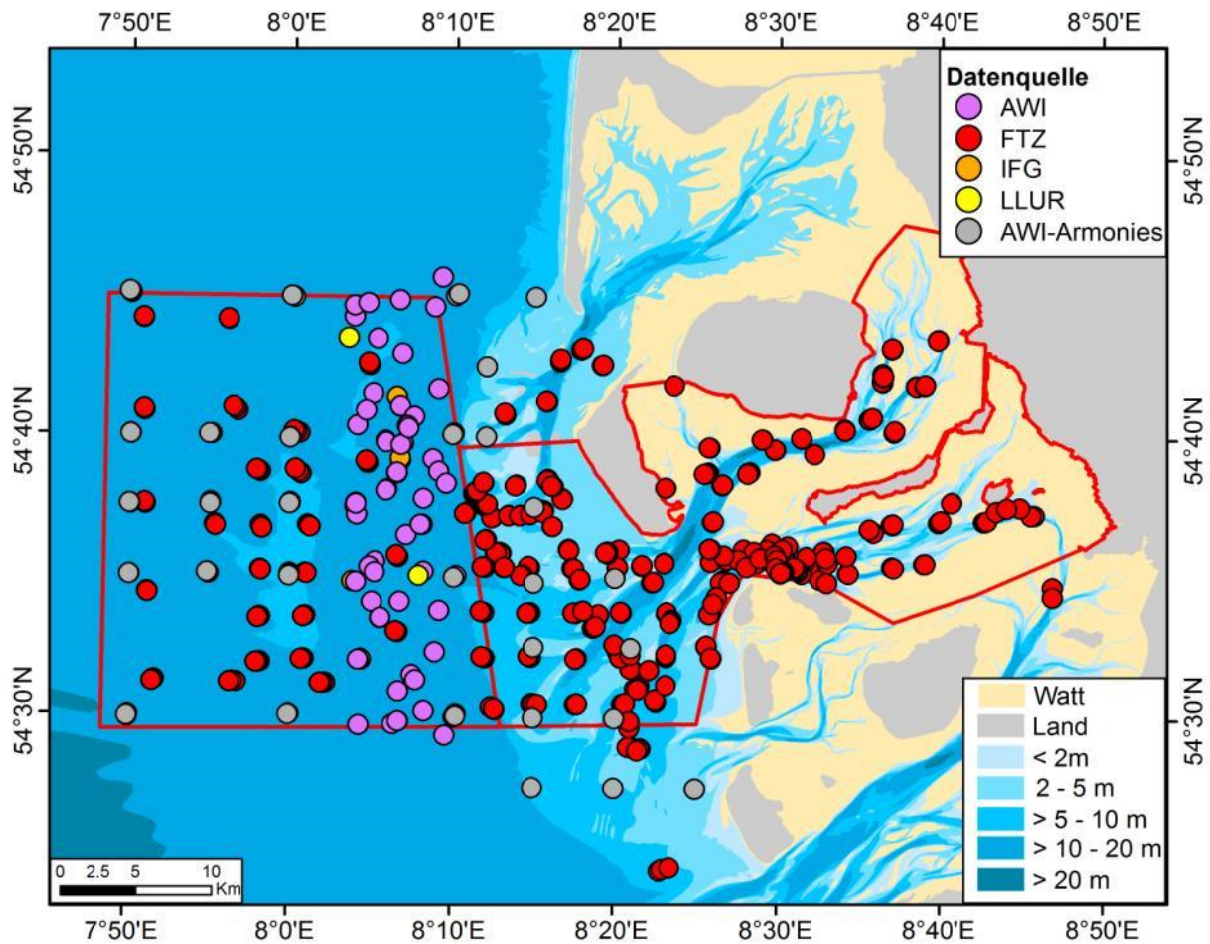 7°50'E 8°0'E 8°10'E 8°20'E 8°30'E 8°40'E 8°50'E
Datenquelle
AWI
FTZ
IFG
LLUR
AWI-Armonies
54°50'N
54°50'N
54°40'N
54°40'N
54°30'N
54°30'N
Watt
Land
< 2m
2 - 5 m
> 5 - 10 m
> 10 - 20 m
> 20 m
0 2.5 5 10
Km
7°50'E 8°0'E 8°10'E 8°20'E 8°30'E 8°40'E 8°50'E